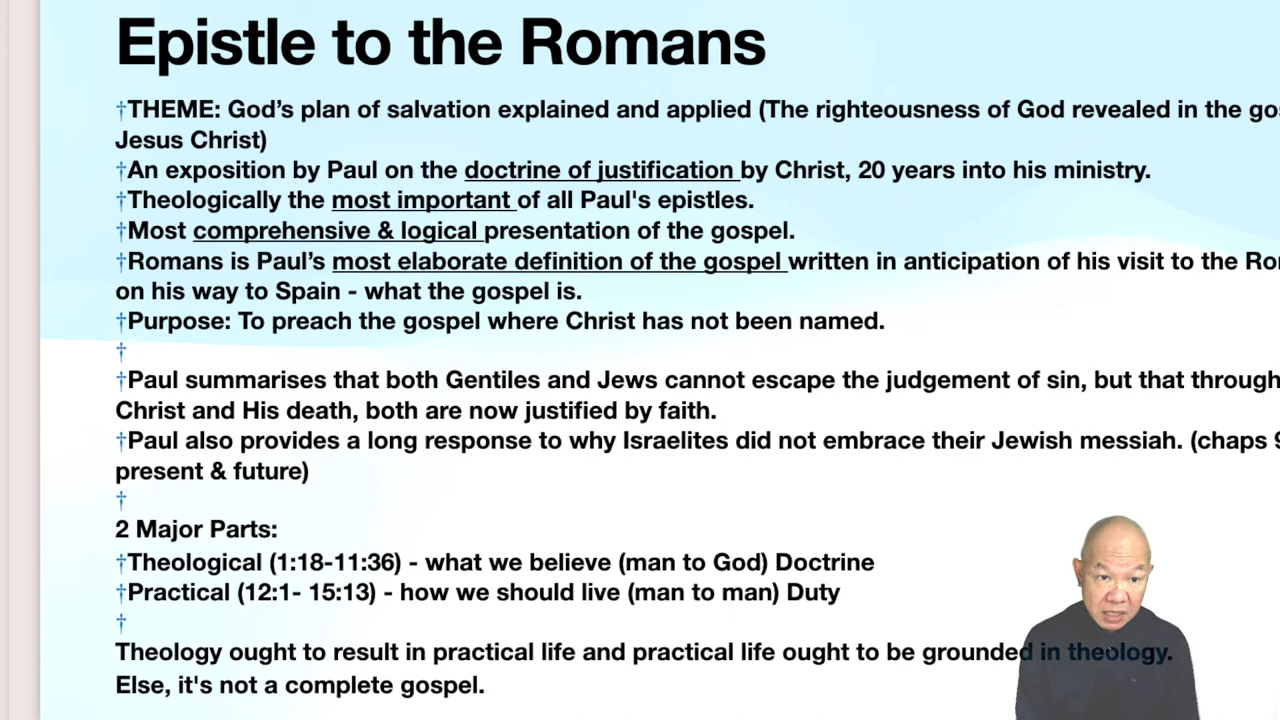 Epistle to the Romans
†THEME: God's plan of salvation explained and applied (The righteousness of God revealed in the
Jesus Christ)
†An exposition by Paul on the doctrine of justification by Christ, 20 years into his ministry.
†Theologically the most important of all Paul's epistles.
†Most comprehensive & logical presentation of the gospel.
†Romans is Paul's most elaborate definition of the gospel written in anticipation of his visit to the
on his way to Spain - what the gospel is.
†Purpose: To preach the gospel where Christ has not been named.
†
†Paul summarises that both Gentiles and Jews cannot escape the judgement of sin, but that through
Christ and His death, both are now justified by faith.
†Paul also provides a long response to why Israelites did not embrace their Jewish messiah. (chaps
present & future)
†
2 Major Parts:
†Theological (1:18-11:36) - what we believe (man to God) Doctrine
†Practical (12:1- 15:13) - how we should live (man to man) Duty
†
Theology ought to result in practical life and practical life ought to be grounded in theology.
Else, it's not a complete gospel.